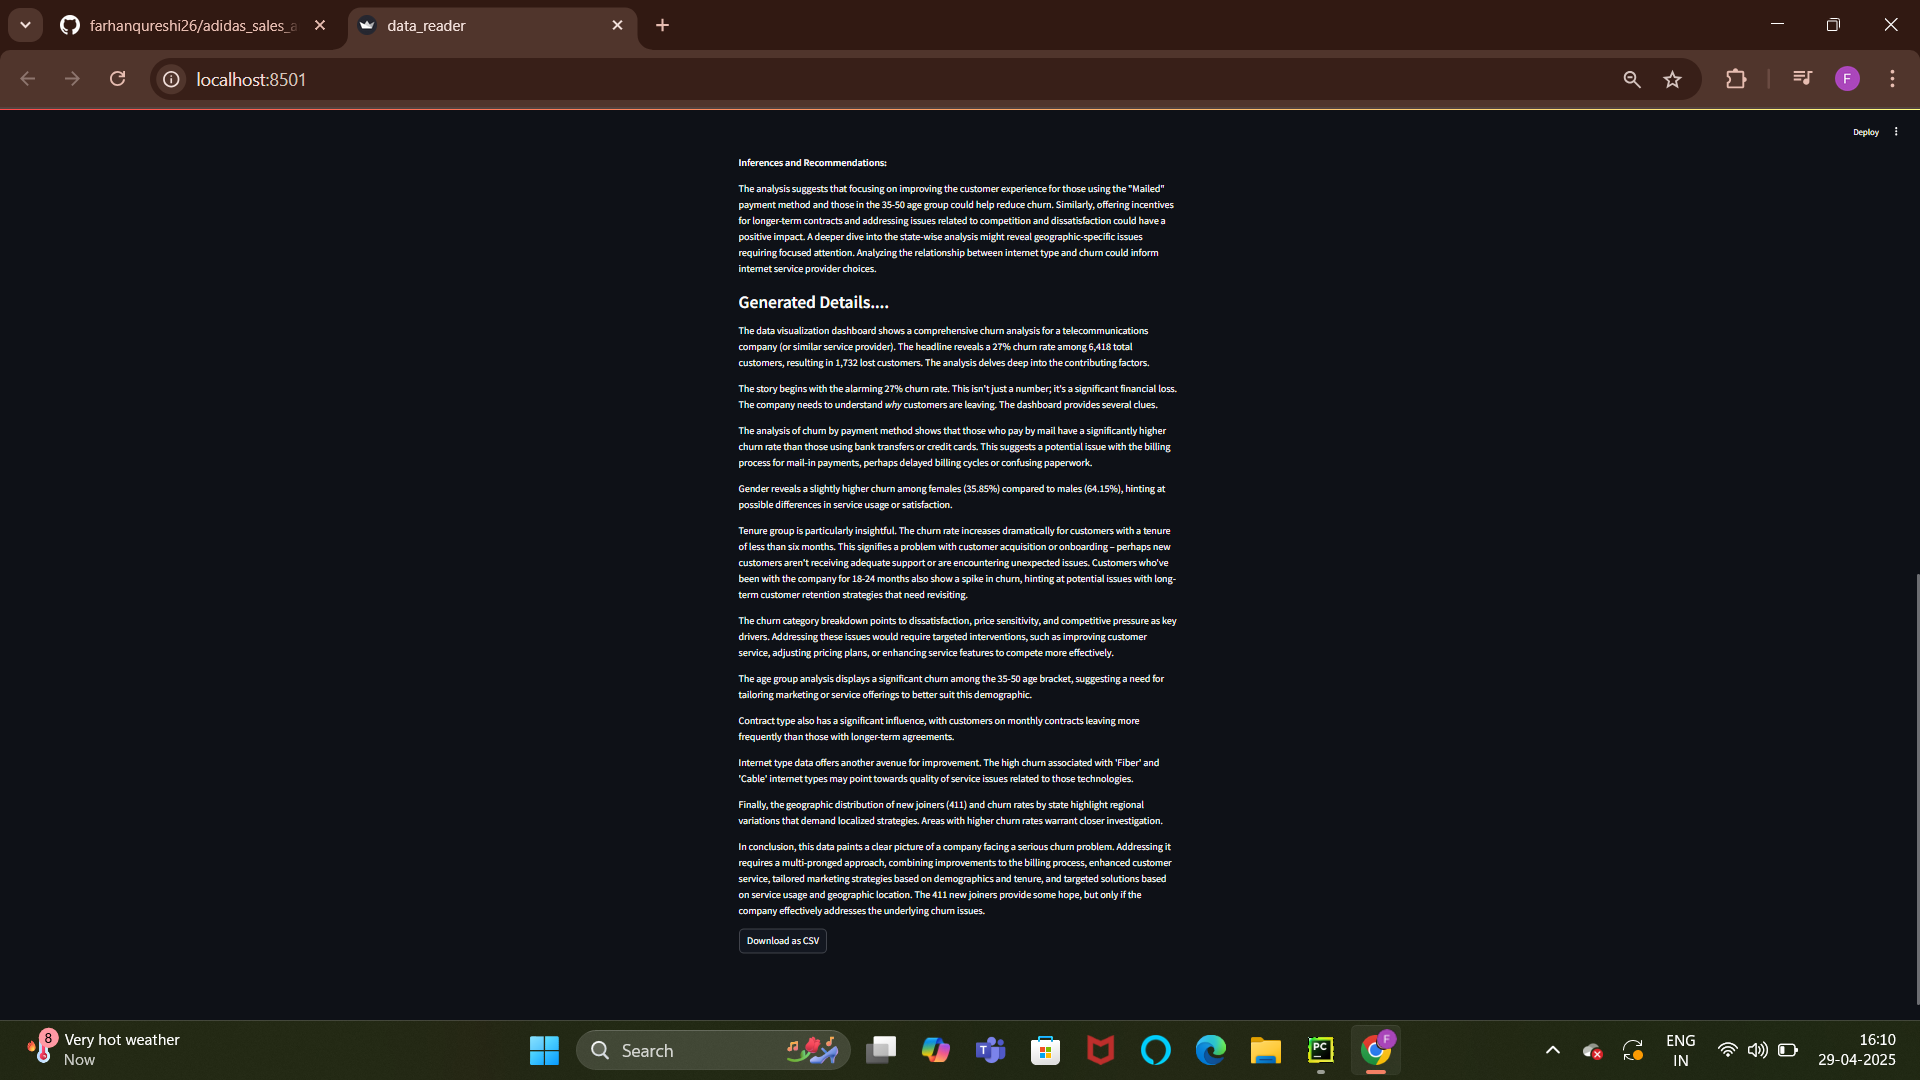 farhanqureshi26/adidas_sales_a
data_reader
localhost:8501
F
Deploy
Inferences and Recommendations:
The analysis suggests that focusing on improving the customer experience for those using the "Mailed"
payment method and those in the 35-50 age group could help reduce churn. Similarly, offering incentives
for longer-term contracts and addressing issues related to competition and dissatisfaction could have a
positive impact. A deeper dive into the state-wise analysis might reveal geographic-specific issues
requiring focused attention. Analyzing the relationship between internet type and churn could inform
internet service provider choices.
Generated Details....
The data visualization dashboard shows a comprehensive churn analysis for a telecommunications
company (or similar service provider). The headline reveals a 27% churn rate among 6,418 total
customers, resulting in 1,732 lost customers. The analysis delves deep into the contributing factors.
The story begins with the alarming 27% churn rate. This isn't just a number; it's a significant financial loss.
The company needs to understand why customers are leaving. The dashboard provides several clues.
The analysis of churn by payment method shows that those who pay by mail have a significantly higher
churn rate than those using bank transfers or credit cards. This suggests a potential issue with the billing
process for mail-in payments, perhaps delayed billing cycles or confusing paperwork.
Gender reveals a slightly higher churn among females (35.85%) compared to males (64.15%), hinting at
possible differences in service usage or satisfaction.
Tenure group is particularly insightful. The churn rate increases dramatically for customers with a tenure
of less than six months. This signifies a problem with customer acquisition or onboarding – perhaps new
customers aren't receiving adequate support or are encountering unexpected issues. Customers who've
been with the company for 18-24 months also show a spike in churn, hinting at potential issues with long-
term customer retention strategies that need revisiting.
The churn category breakdown points to dissatisfaction, price sensitivity, and competitive pressure as key
drivers. Addressing these issues would require targeted interventions, such as improving customer
service, adjusting pricing plans, or enhancing service features to compete more effectively.
The age group analysis displays a significant churn among the 35-50 age bracket, suggesting a need for
tailoring marketing or service offerings to better suit this demographic.
Contract type also has a significant influence, with customers on monthly contracts leaving more
frequently than those with longer-term agreements.
Internet type data offers another avenue for improvement. The high churn associated with 'Fiber' and
'Cable' internet types may point towards quality of service issues related to those technologies.
Finally, the geographic distribution of new joiners (411) and churn rates by state highlight regional
variations that demand localized strategies. Areas with higher churn rates warrant closer investigation.
In conclusion, this data paints a clear picture of a company facing a serious churn problem. Addressing it
requires a multi-pronged approach, combining improvements to the billing process, enhanced customer
service, tailored marketing strategies based on demographics and tenure, and targeted solutions based
on service usage and geographic location. The 411 new joiners provide some hope, but only if the
company effectively addresses the underlying churn issues.
Download as CSV
8
Very hot weather
Now
Search
PC
F
ENG
IN
16:10
29-04-2025